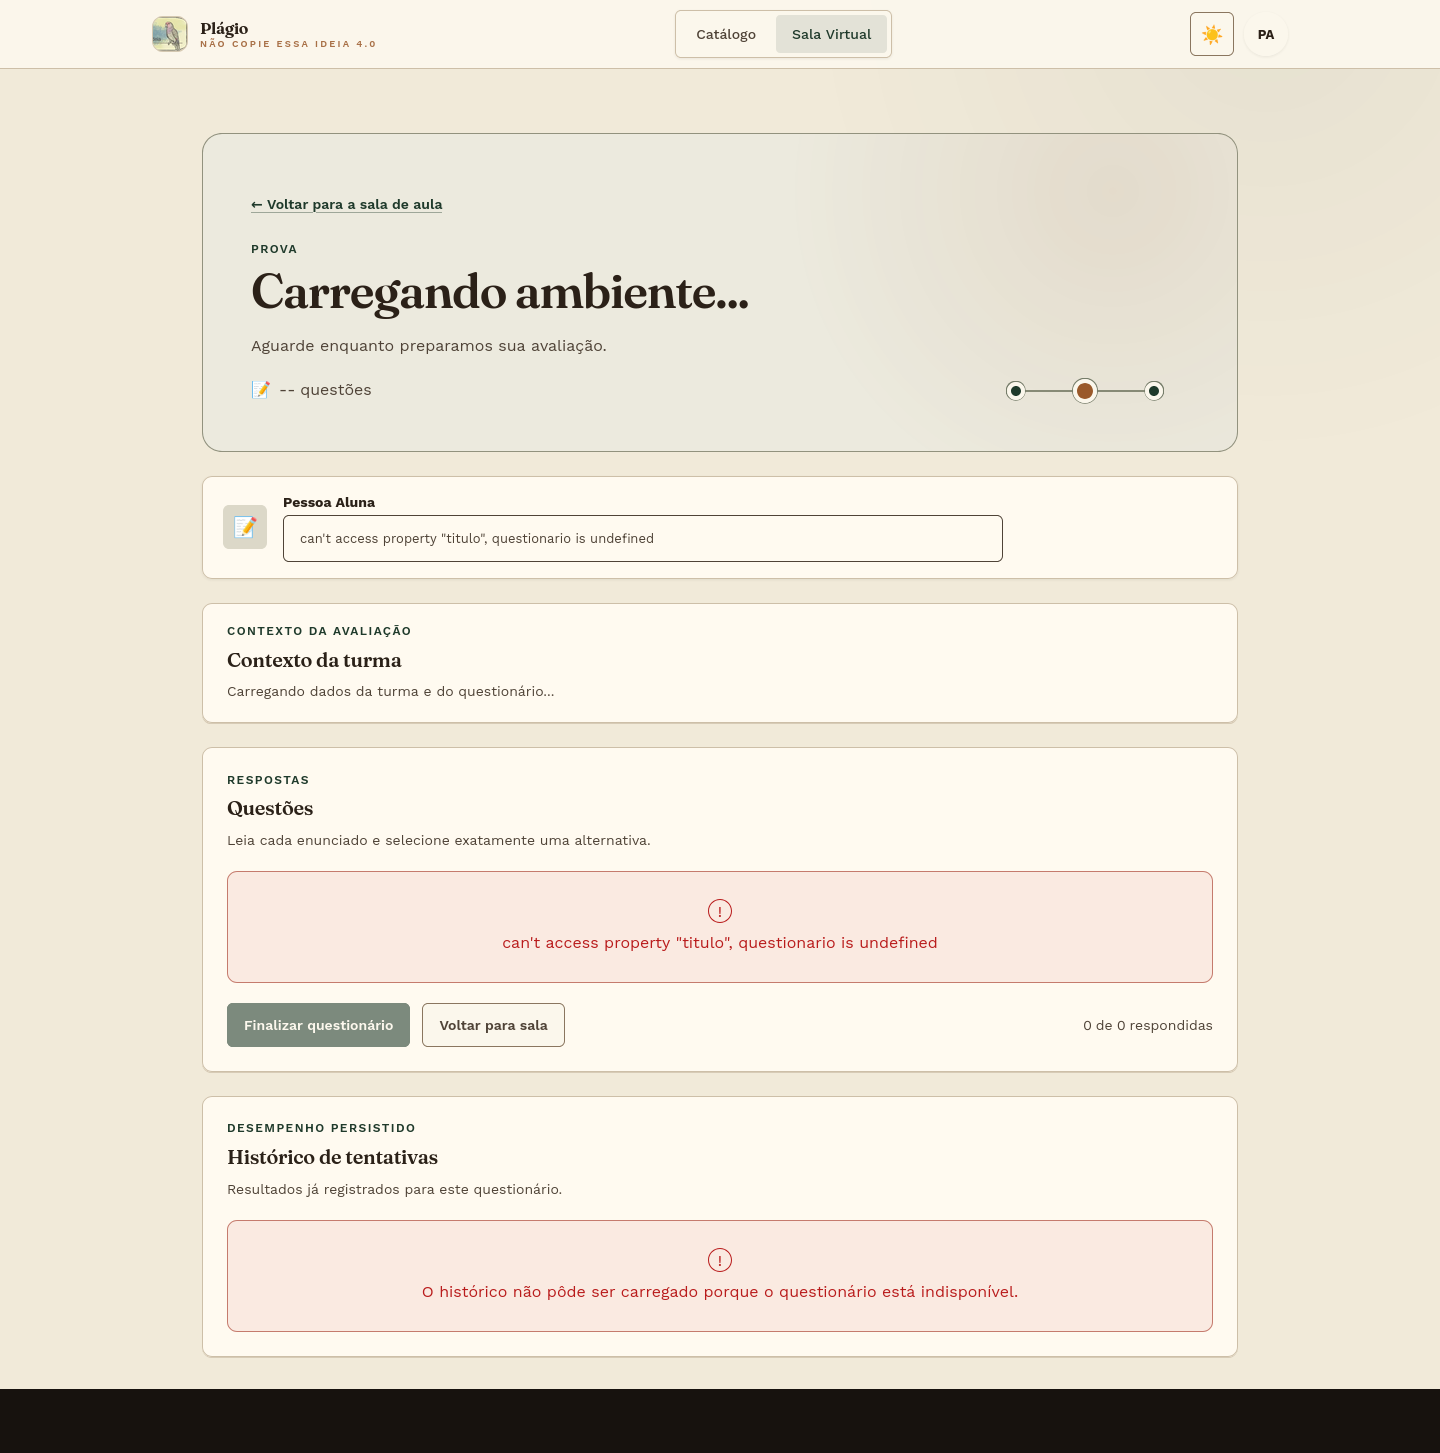 Plágio
NÃO COPIE ESSA IDEIA 4.0
Catálogo
Sala Virtual
PA
← Voltar para a sala de aula
PROVA
Carregando ambiente...
Aguarde enquanto preparamos sua avaliação.
-- questões
Pessoa Aluna
can't access property "titulo", questionario is undefined
CONTEXTO DA AVALIAÇÃO
Contexto da turma
Carregando dados da turma e do questionário...
RESPOSTAS
Questões
Leia cada enunciado e selecione exatamente uma alternativa.
!
can't access property "titulo", questionario is undefined
Finalizar questionário
Voltar para sala
0 de 0 respondidas
DESEMPENHO PERSISTIDO
Histórico de tentativas
Resultados já registrados para este questionário.
!
O histórico não pôde ser carregado porque o questionário está indisponível.